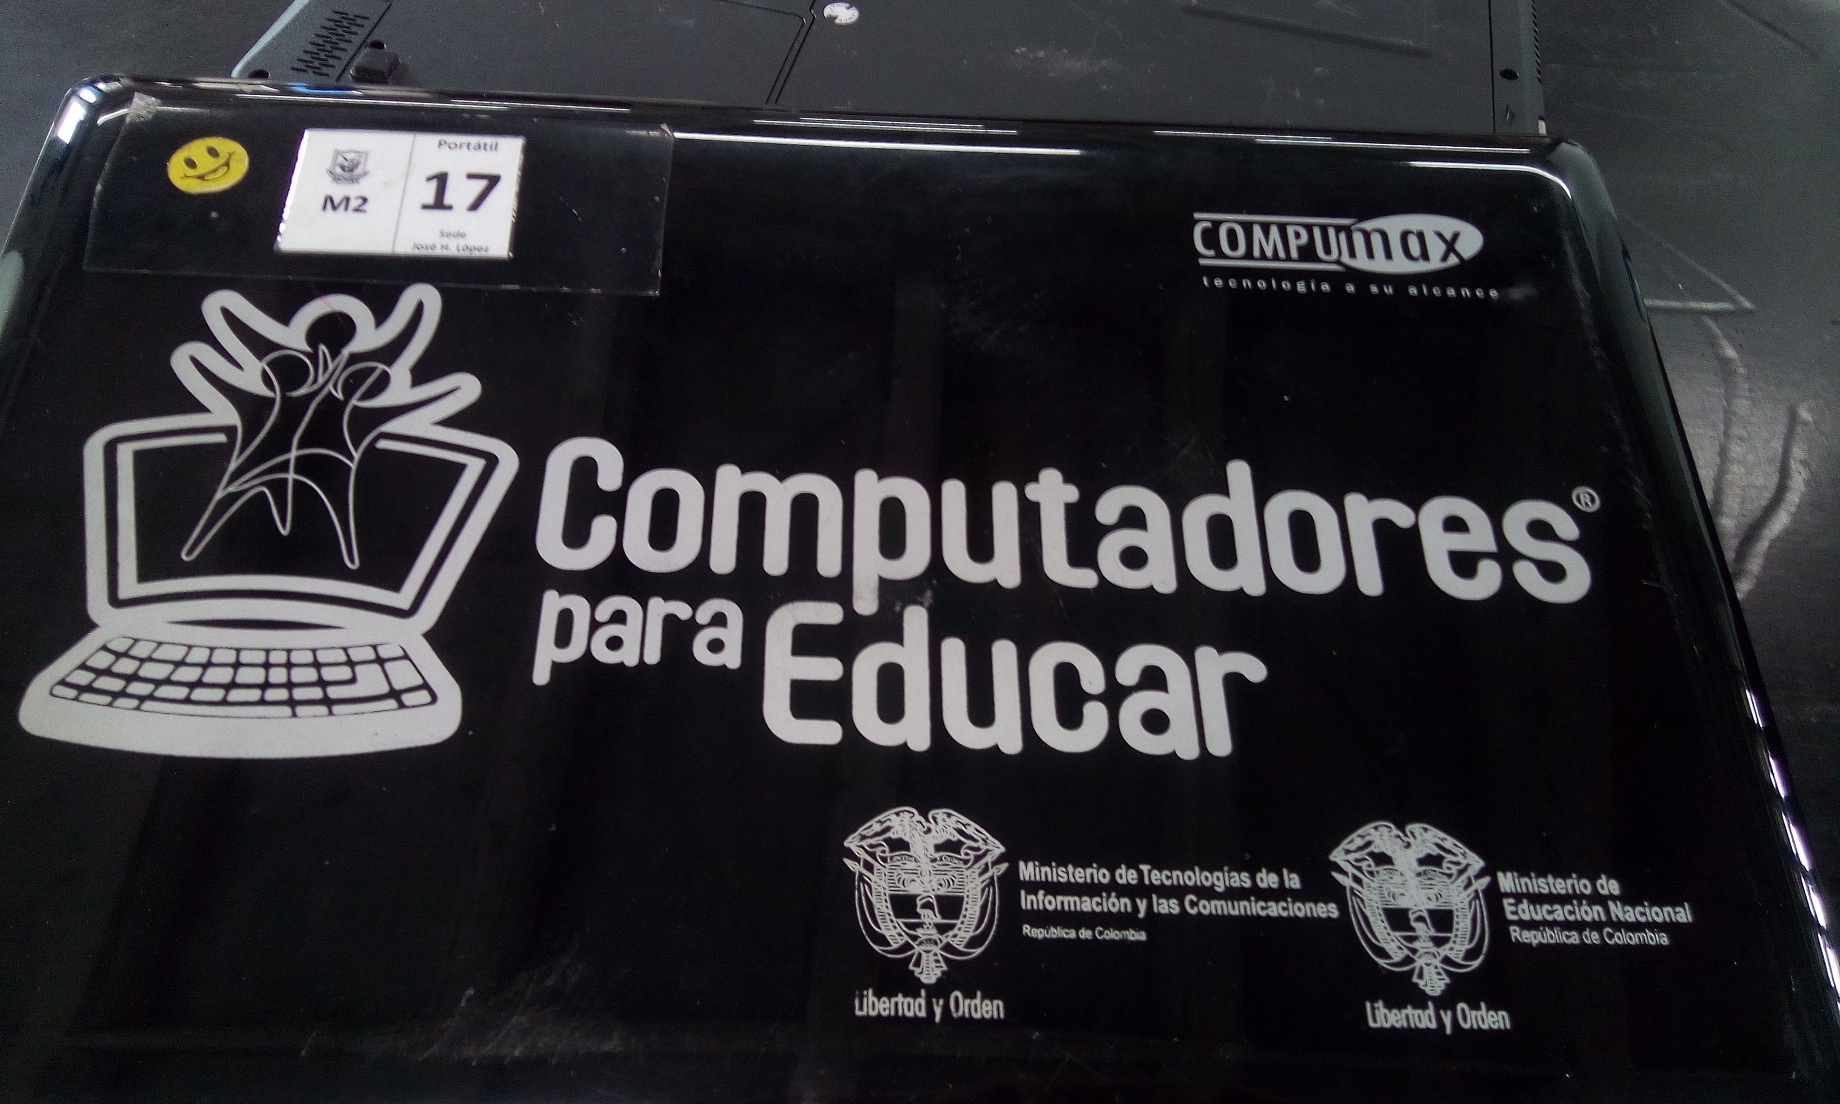 Portátil
M2
17
Sede
José H. López
COMPUmax
tecnología a su alcance
Computadores®
para Educar
Ministerio de Tecnologías de la
Información y las Comunicaciones
República de Colombia
Libertad y Orden
Ministerio de
Educación Nacional
República de Colombia
Libertad y Orden